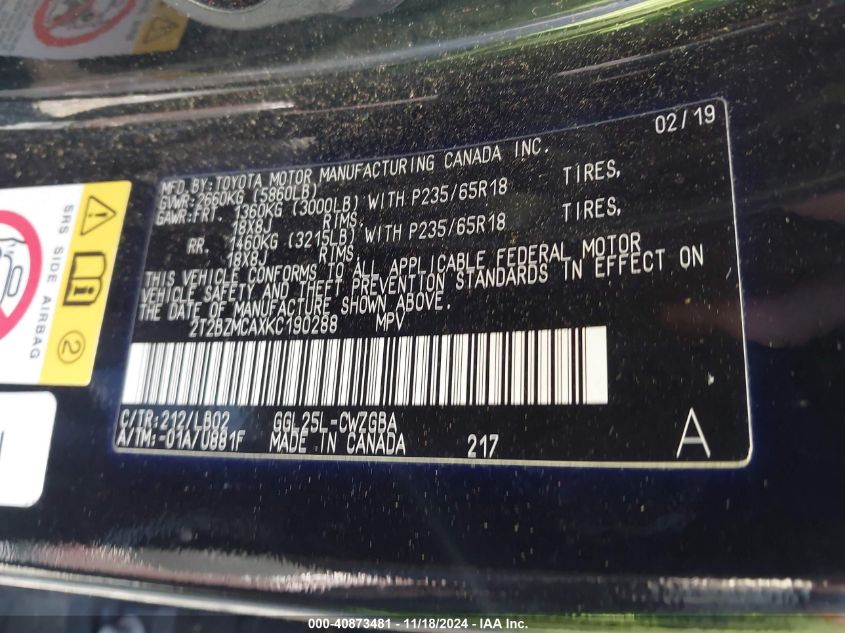 02/19
MFD.BY:TOYOTA MOTOR MANUFACTURING CANADA INC.
GVWR:2660KG (5860LB)
GAWR:FRT. 1360KG (3000LB) WITH P235/65R18 TIRES,
18X8J RIMS,
RR. 1460KG (3215LB) WITH P235/65R18 TIRES,
18X8J RIMS,
THIS VEHICLE CONFORMS TO ALL APPLICABLE FEDERAL MOTOR
VEHICLE SAFETY AND THEFT PREVENTION STANDARDS IN EFFECT ON
THE DATE OF MANUFACTURE SHOWN ABOVE.
2T2BZMCAXKC190288 MPV
C/TR:212/LB02 GGL25L-CWZGBA
A/TM:-01A/U881F MADE IN CANADA 217 A
SRS SIDE AIRBAG
2
000-40873481 - 11/18/2024 - © IAA, Inc.